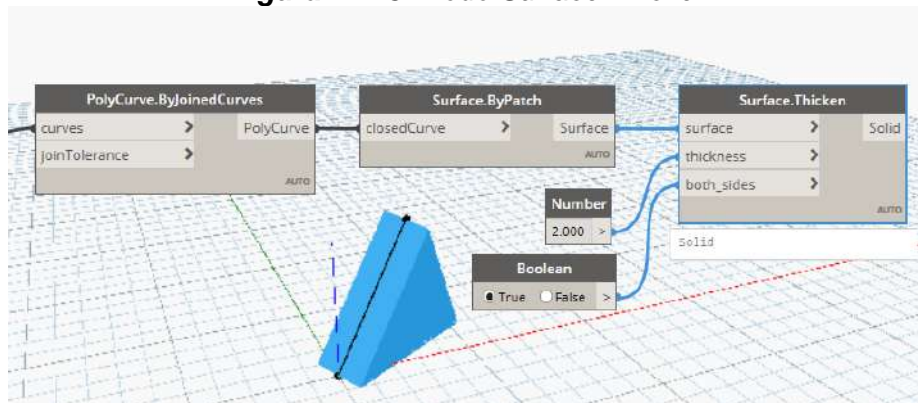 PolyCurve.ByJoinedCurves
curves > PolyCurve
joinTolerance >
AUTO
Surface.ByPatch
closedCurve > Surface
AUTO
Surface.Thicken
surface > Solid
thickness >
both_sides >
AUTO
Number
2.000 >
Solid
Boolean
True False >